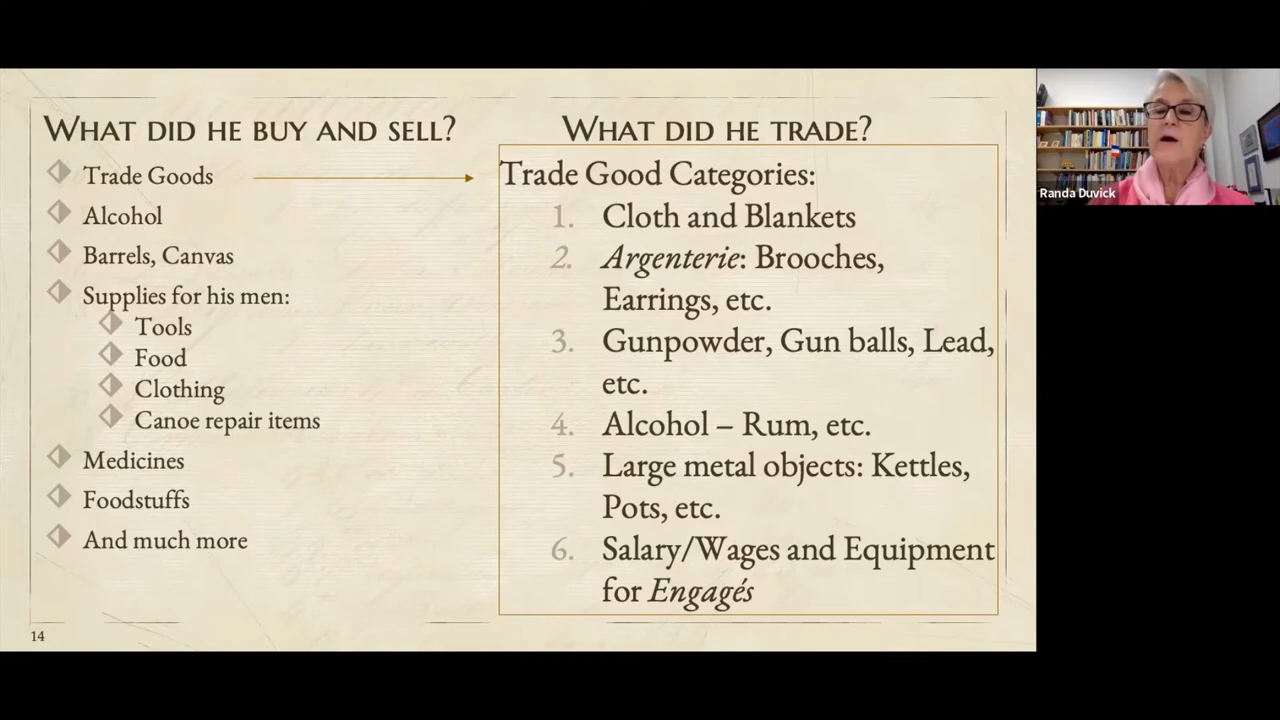 WHAT DID HE BUY AND SELL?
Trade Goods
Alcohol
Barrels, Canvas
Supplies for his men:
Tools
Food
Clothing
Canoe repair items
Medicines
Foodstuffs
And much more
WHAT DID HE TRADE?
Trade Good Categories:
1. Cloth and Blankets
2. Argenterie: Brooches,
Earrings, etc.
3. Gunpowder, Gun balls, Lead,
etc.
4. Alcohol – Rum, etc.
5. Large metal objects: Kettles,
Pots, etc.
6. Salary/Wages and Equipment
for Engagés
14
Randa Duvick